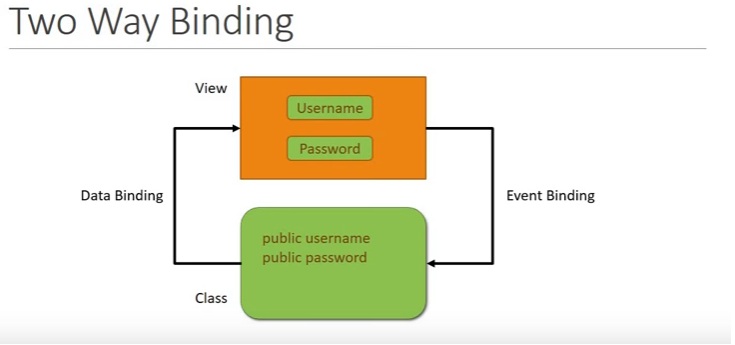 Two Way Binding
View
Username
Password
Data Binding
Event Binding
public username
public password
Class